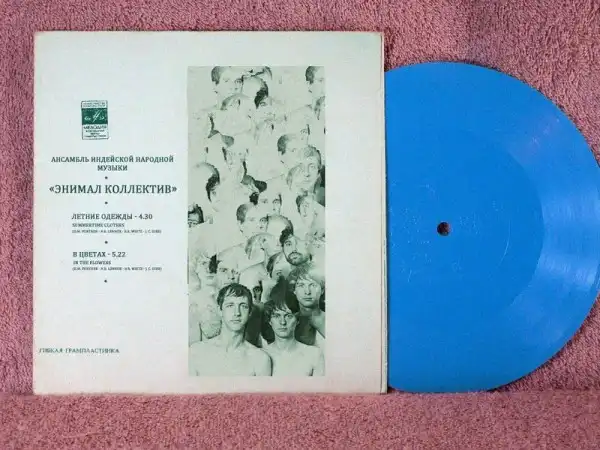 МЕЛОДИЯ
АНСАМБЛЬ ИНДЕЙСКОЙ НАРОДНОЙ
МУЗЫКИ
«ЭНИМАЛ КОЛЛЕКТИВ»
ЛЕТНИЕ ОДЕЖДЫ - 4.30
SUMMERTIME CLOTHES
В ЦВЕТАХ - 5.22
IN THE FLOWERS
ГИБКАЯ ГРАМПЛАСТИНКА